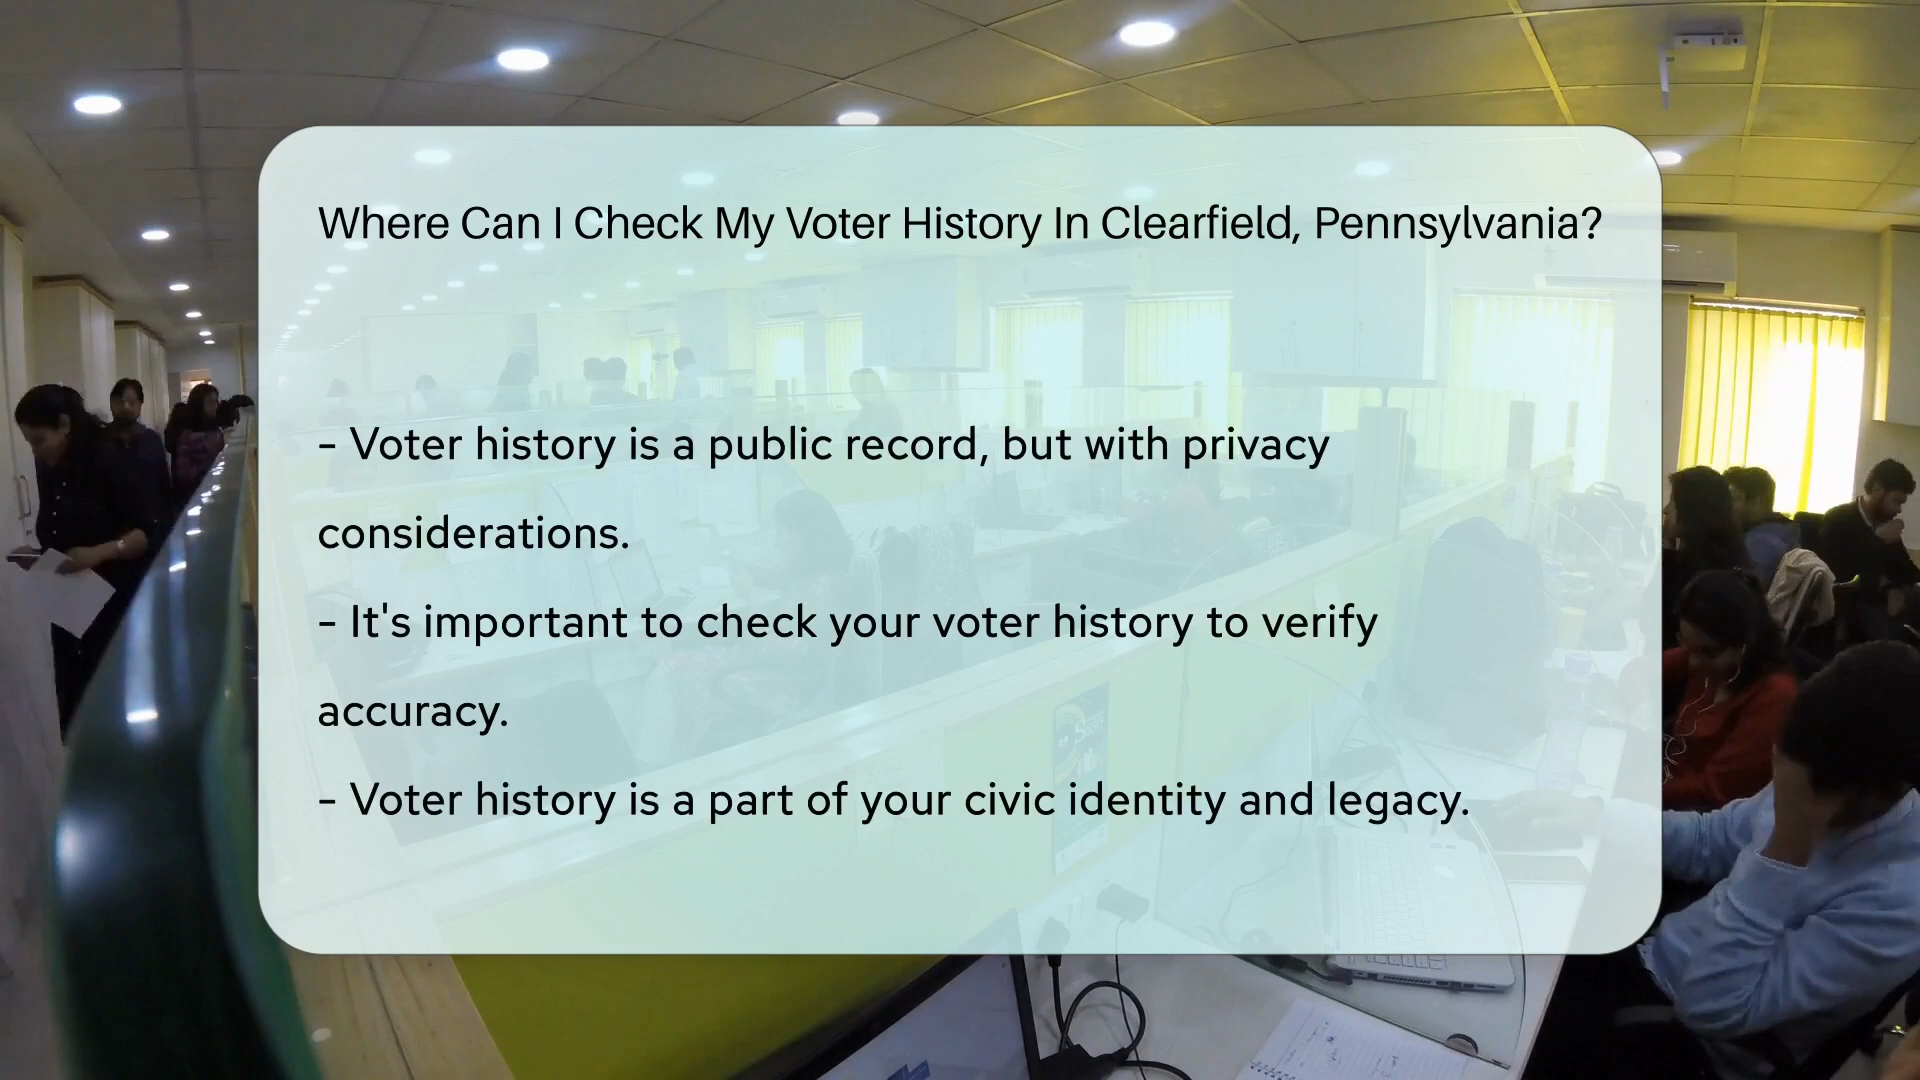 Where Can I Check My Voter History In Clearfield, Pennsylvania?
- Voter history is a public record, but with privacy
considerations.
- It's important to check your voter history to verify
accuracy.
- Voter history is a part of your civic identity and legacy.